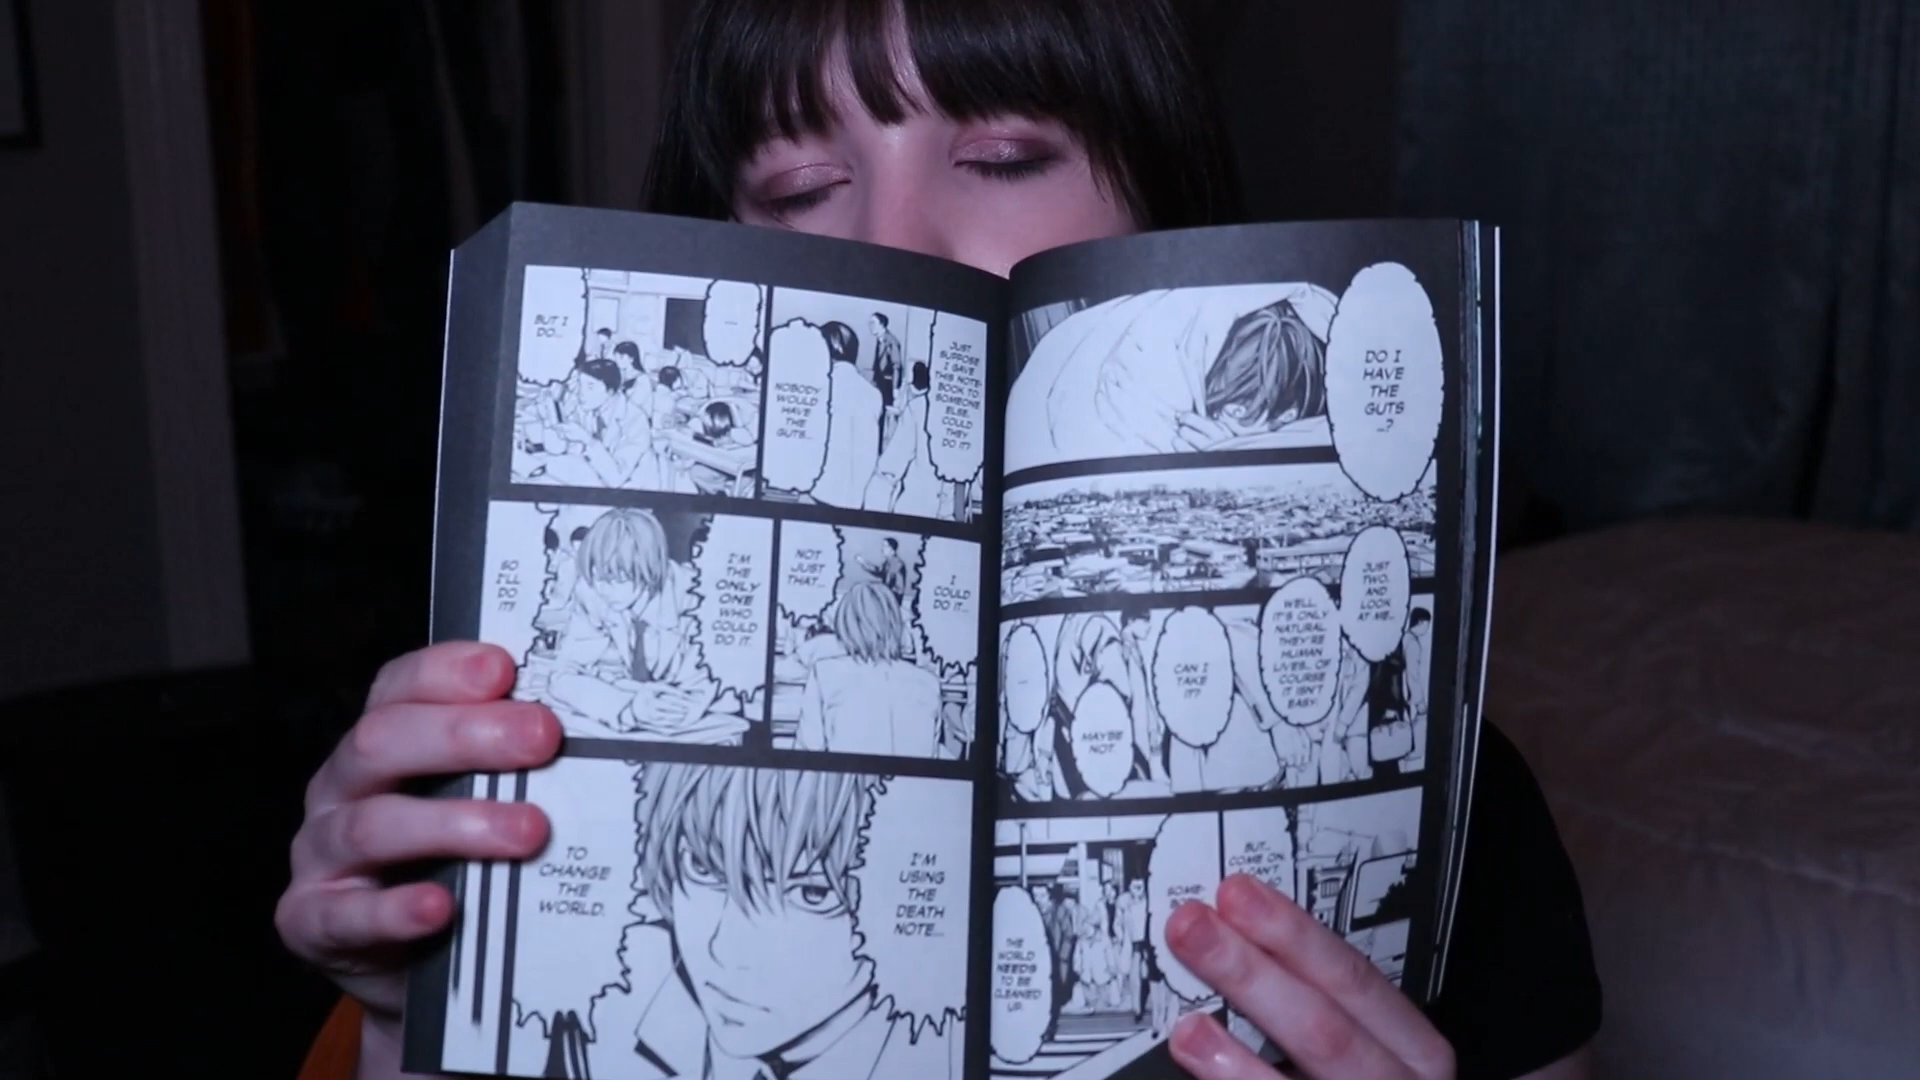 DO I
HAVE
THE
GUTS
...?
JUST
TWO,
AND
LOOK
AT ME...
WELL,
IT'S ONLY
NATURAL.
THEY'RE
HUMAN
LIVES... OF
COURSE
IT ISN'T
EASY.
CAN I
TAKE
IT?
MAYBE
NOT.
...
BUT...
COME ON.
CAN'T
SOME-
THE
WORLD
NEEDS
TO BE
CLEANED
UP.
JUST
SUPPOSE
I GAVE
THIS NOTE-
BOOK TO
SOMEONE
ELSE.
COULD
THEY
DO IT?
NOBODY
WOULD
HAVE
THE
GUTS...
...
BUT I
DO...
I
COULD
DO IT...
NOT
JUST
THAT...
I'M
THE
ONLY
ONE
WHO
COULD
DO IT.
SO
I'LL
DO
IT!!
I'M
USING
THE
DEATH
NOTE...
TO
CHANGE
THE
WORLD.